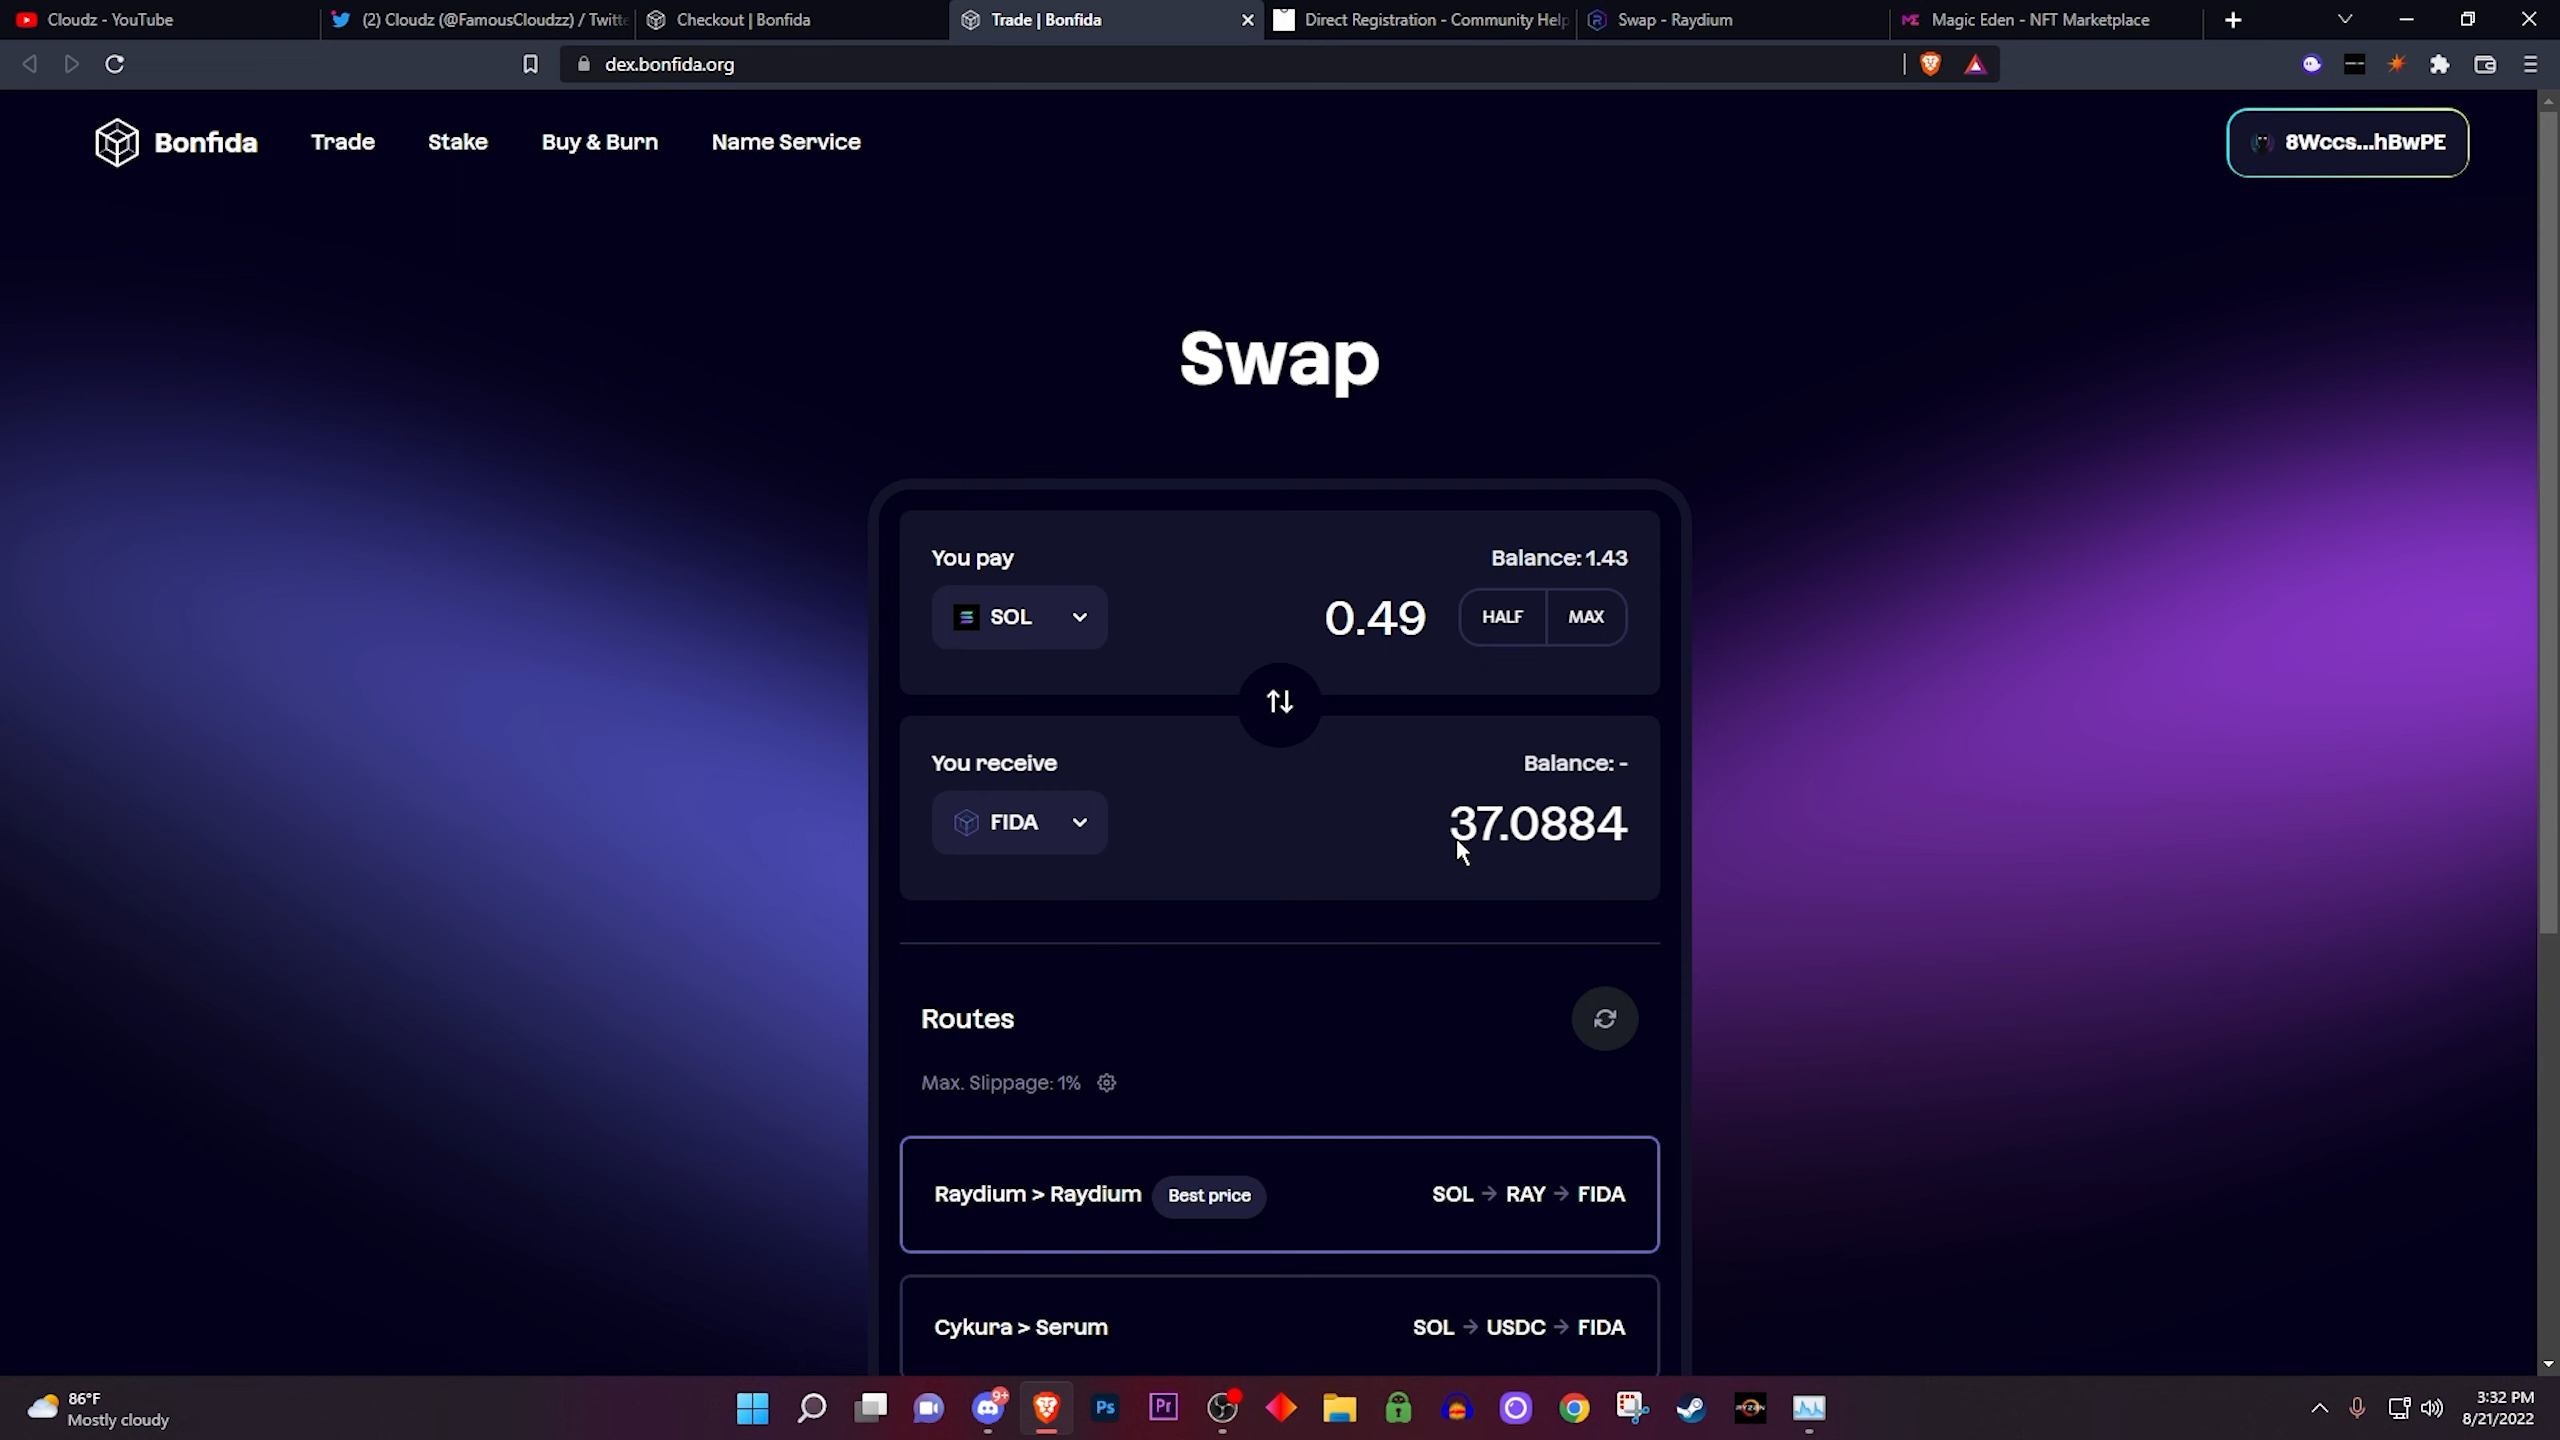 Cloudz - YouTube
(2) Cloudz (@FamousCloudzz) / Twitte
Checkout | Bonfida
Trade | Bonfida
Direct Registration - Community Help
Swap - Raydium
Magic Eden - NFT Marketplace
dex.bonfida.org
Bonfida
Trade
Stake
Buy & Burn
Name Service
8Wccs...hBwPE
Swap
You pay
Balance: 1.43
SOL
0.49
HALF
MAX
You receive
Balance: -
FIDA
37.0884
Routes
Max. Slippage: 1%
Raydium > Raydium
Best price
SOL → RAY → FIDA
Cykura > Serum
SOL → USDC → FIDA
86°F
Mostly cloudy
9+
Ps
Pr
RYZEN
3:32 PM
8/21/2022